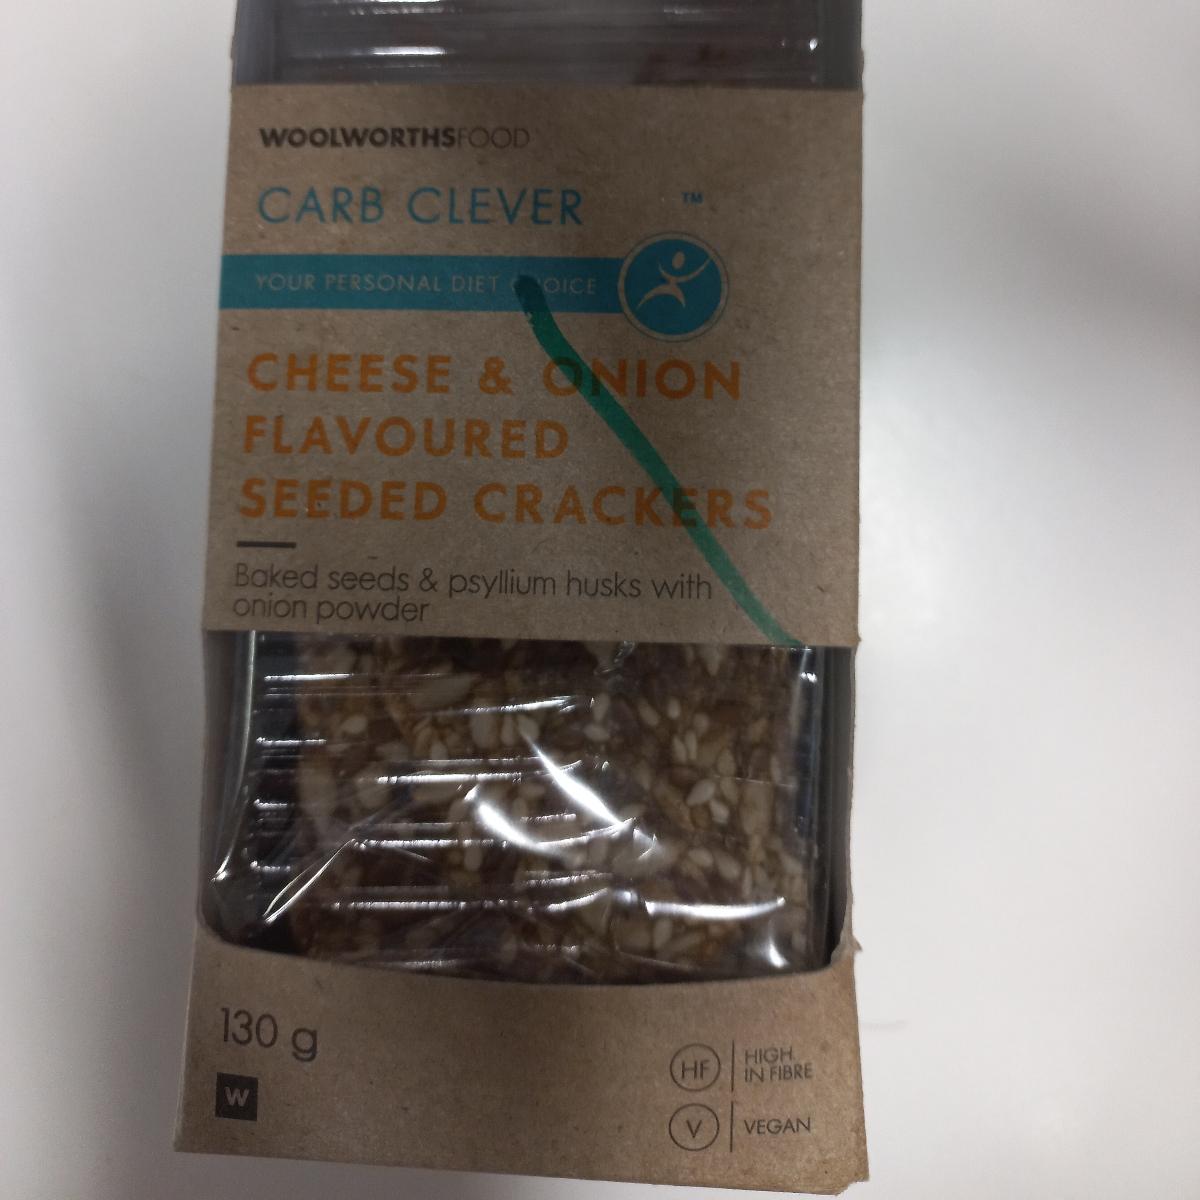 WOOLWORTHSFOOD
CARB CLEVER ™
YOUR PERSONAL DIET CHOICE
CHEESE & ONION
FLAVOURED
SEEDED CRACKERS
Baked seeds & psyllium husks with
onion powder
130 g
W
HF HIGH
IN FIBRE
V VEGAN